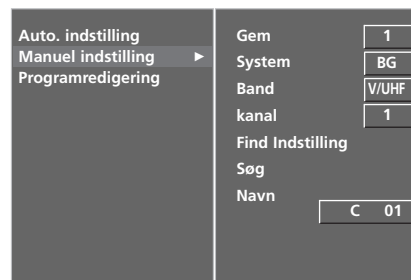 Auto. indstilling
Manuel indstilling ►
Programredigering
Gem 1
System BG
Band V/UHF
kanal 1
Find Indstilling
Søg
Navn
C 01